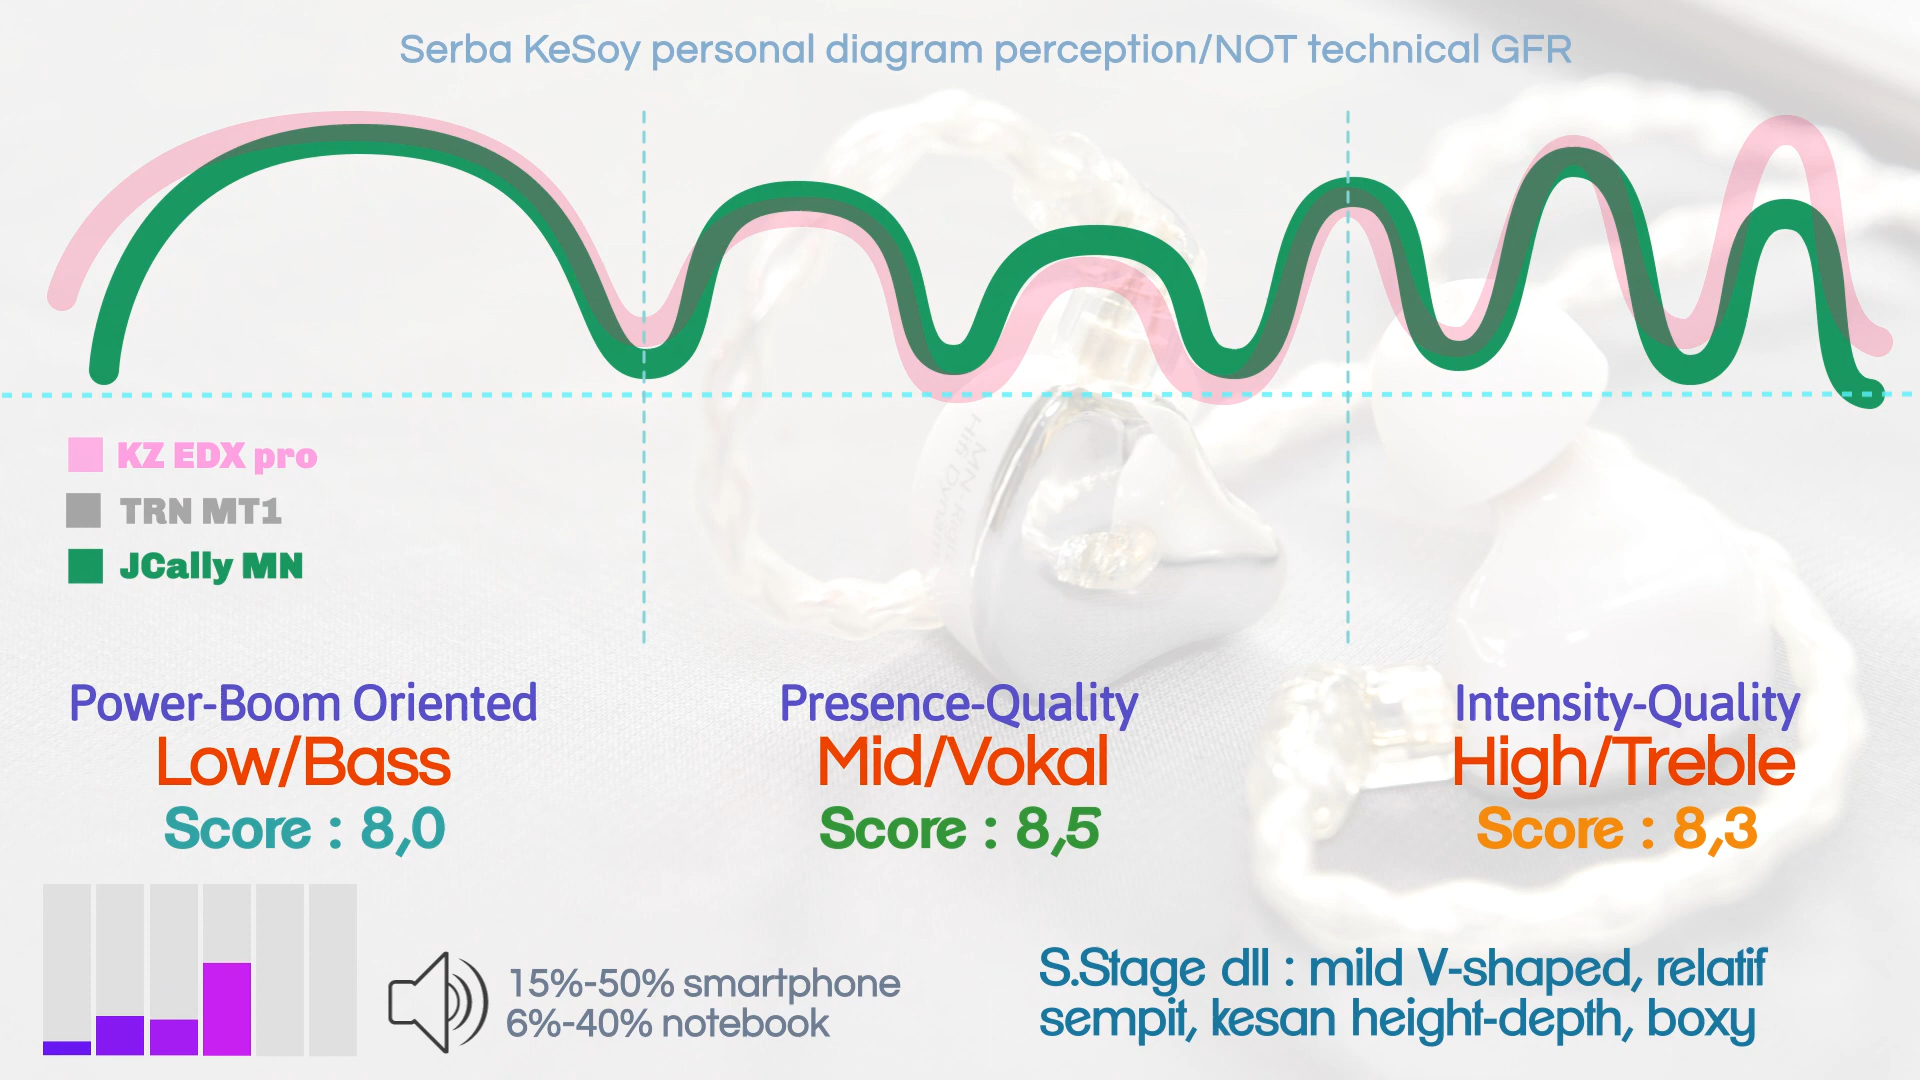 Serba KeSoy personal diagram perception/NOT technical GFR
KZ EDX pro
TRN MT1
JCally MN
Power-Boom Oriented
Low/Bass
Score : 8,0
Presence-Quality
Mid/Vokal
Score : 8,5
Intensity-Quality
High/Treble
Score : 8,3
15%-50% smartphone
6%-40% notebook
S.Stage dll : mild V-shaped, relatif
sempit, kesan height-depth, boxy